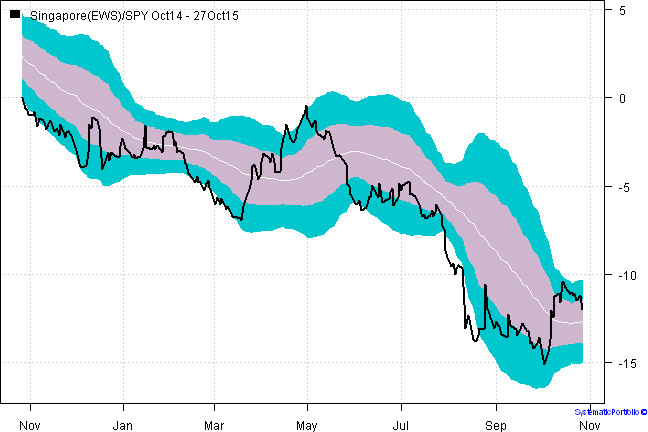 Singapore(EWS)/SPY Oct14 - 27Oct15
5
0
-5
-10
-15
SystematicPortfolio ©
Nov Jan Mar May Jul Sep Nov